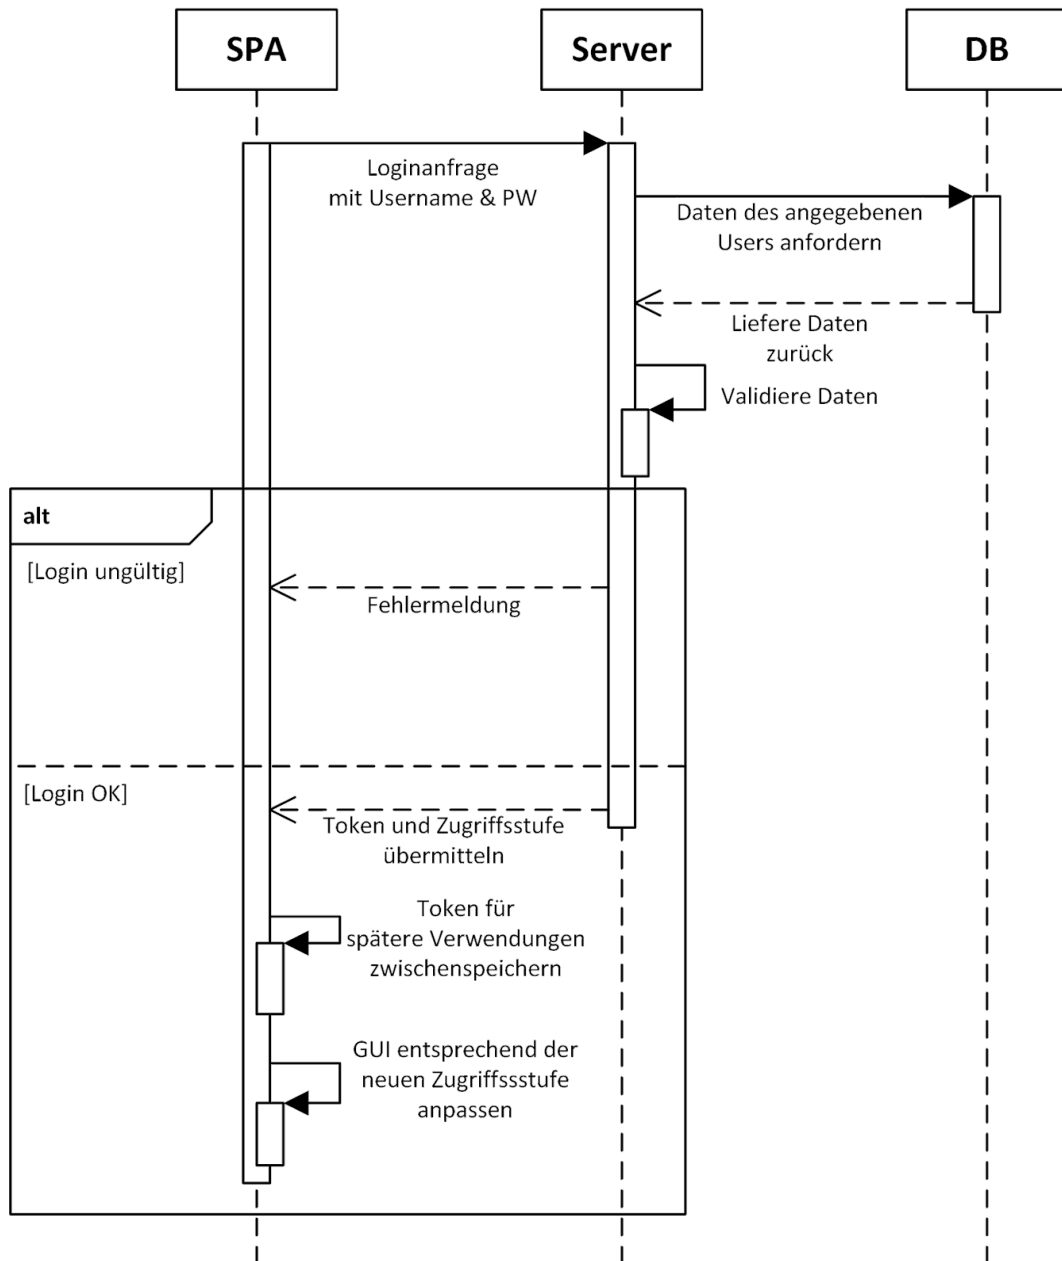 SPA
Server
DB
Loginanfrage
mit Username & PW
Daten des angegebenen
Users anfordern
Liefere Daten
zurück
Validiere Daten
alt
[Login ungültig]
Fehlermeldung
[Login OK]
Token und Zugriffsstufe
übermitteln
Token für
spätere Verwendungen
zwischenspeichern
GUI entsprechend der
neuen Zugriffssstufe
anpassen